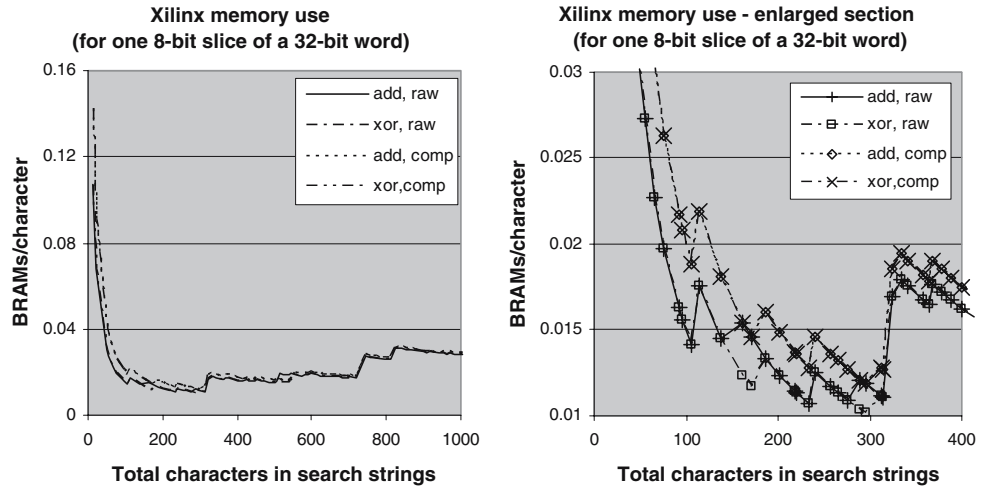 Xilinx memory use
(for one 8-bit slice of a 32-bit word)
0.16
0.12
0.08
0.04
0
BRAMs/character
add, raw
xor, raw
add, comp
xor,comp
0 200 400 600 800 1000
Total characters in search strings
Xilinx memory use - enlarged section
(for one 8-bit slice of a 32-bit word)
0.03
0.025
0.02
0.015
0.01
BRAMs/character
add, raw
xor, raw
add, comp
xor,comp
0 100 200 300 400
Total characters in search strings